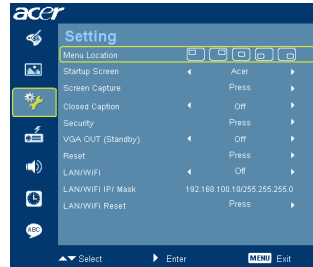 acer
Setting
Menu Location
Startup Screen Acer
Screen Capture Press
Closed Caption Off
Security Press
VGA OUT (Standby) Off
Reset Press
LAN/WiFi Off
LAN/WiFi IP/ Mask 192.168.100.10/255.255.255.0
LAN/WiFi Reset Press
ABC
Select Enter MENU Exit